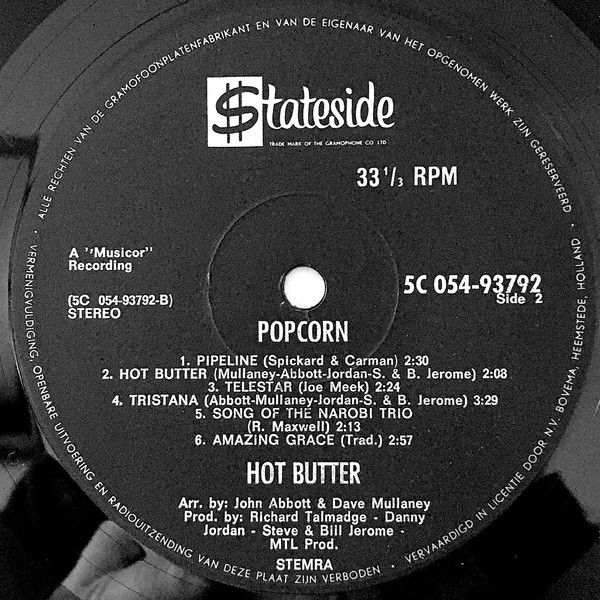 ALLE RECHTEN VAN DE GRAMOFOONPLATENFABRIKANT EN VAN DE EIGENAAR VAN HET OPGENOMEN WERK ZIJN GERESERVEERD
$tateside
TRADE MARK OF THE GRAMOPHONE CO LTD
33 1/3 RPM
A "Musicor"
Recording
(5C 054-93792-B)
STEREO
5C 054-93792
Side 2
POPCORN
1. PIPELINE (Spickard & Carman) 2:30
2. HOT BUTTER (Mullaney-Abbott-Jordan-S. & B. Jerome) 2:08
3. TELESTAR (Joe Meek) 2:24
4. TRISTANA (Abbott-Mullaney-Jordan-S. & B. Jerome) 3:29
5. SONG OF THE NAROBI TRIO
(R. Maxwell) 2:13
6. AMAZING GRACE (Trad.) 2:57
HOT BUTTER
Arr. by: John Abbott & Dave Mullaney
Prod. by: Richard Talmadge - Danny
Jordan - Steve & Bill Jerome -
MTL Prod.
STEMRA
VERMENIGVULDIGING, OPENBARE UITVOERING EN RADIOUITZENDING VAN DEZE PLAAT ZIJN VERBODEN • VERVAARDIGD IN LICENTIE DOOR N.V. BOVEMA, HEEMSTEDE, HOLLAND